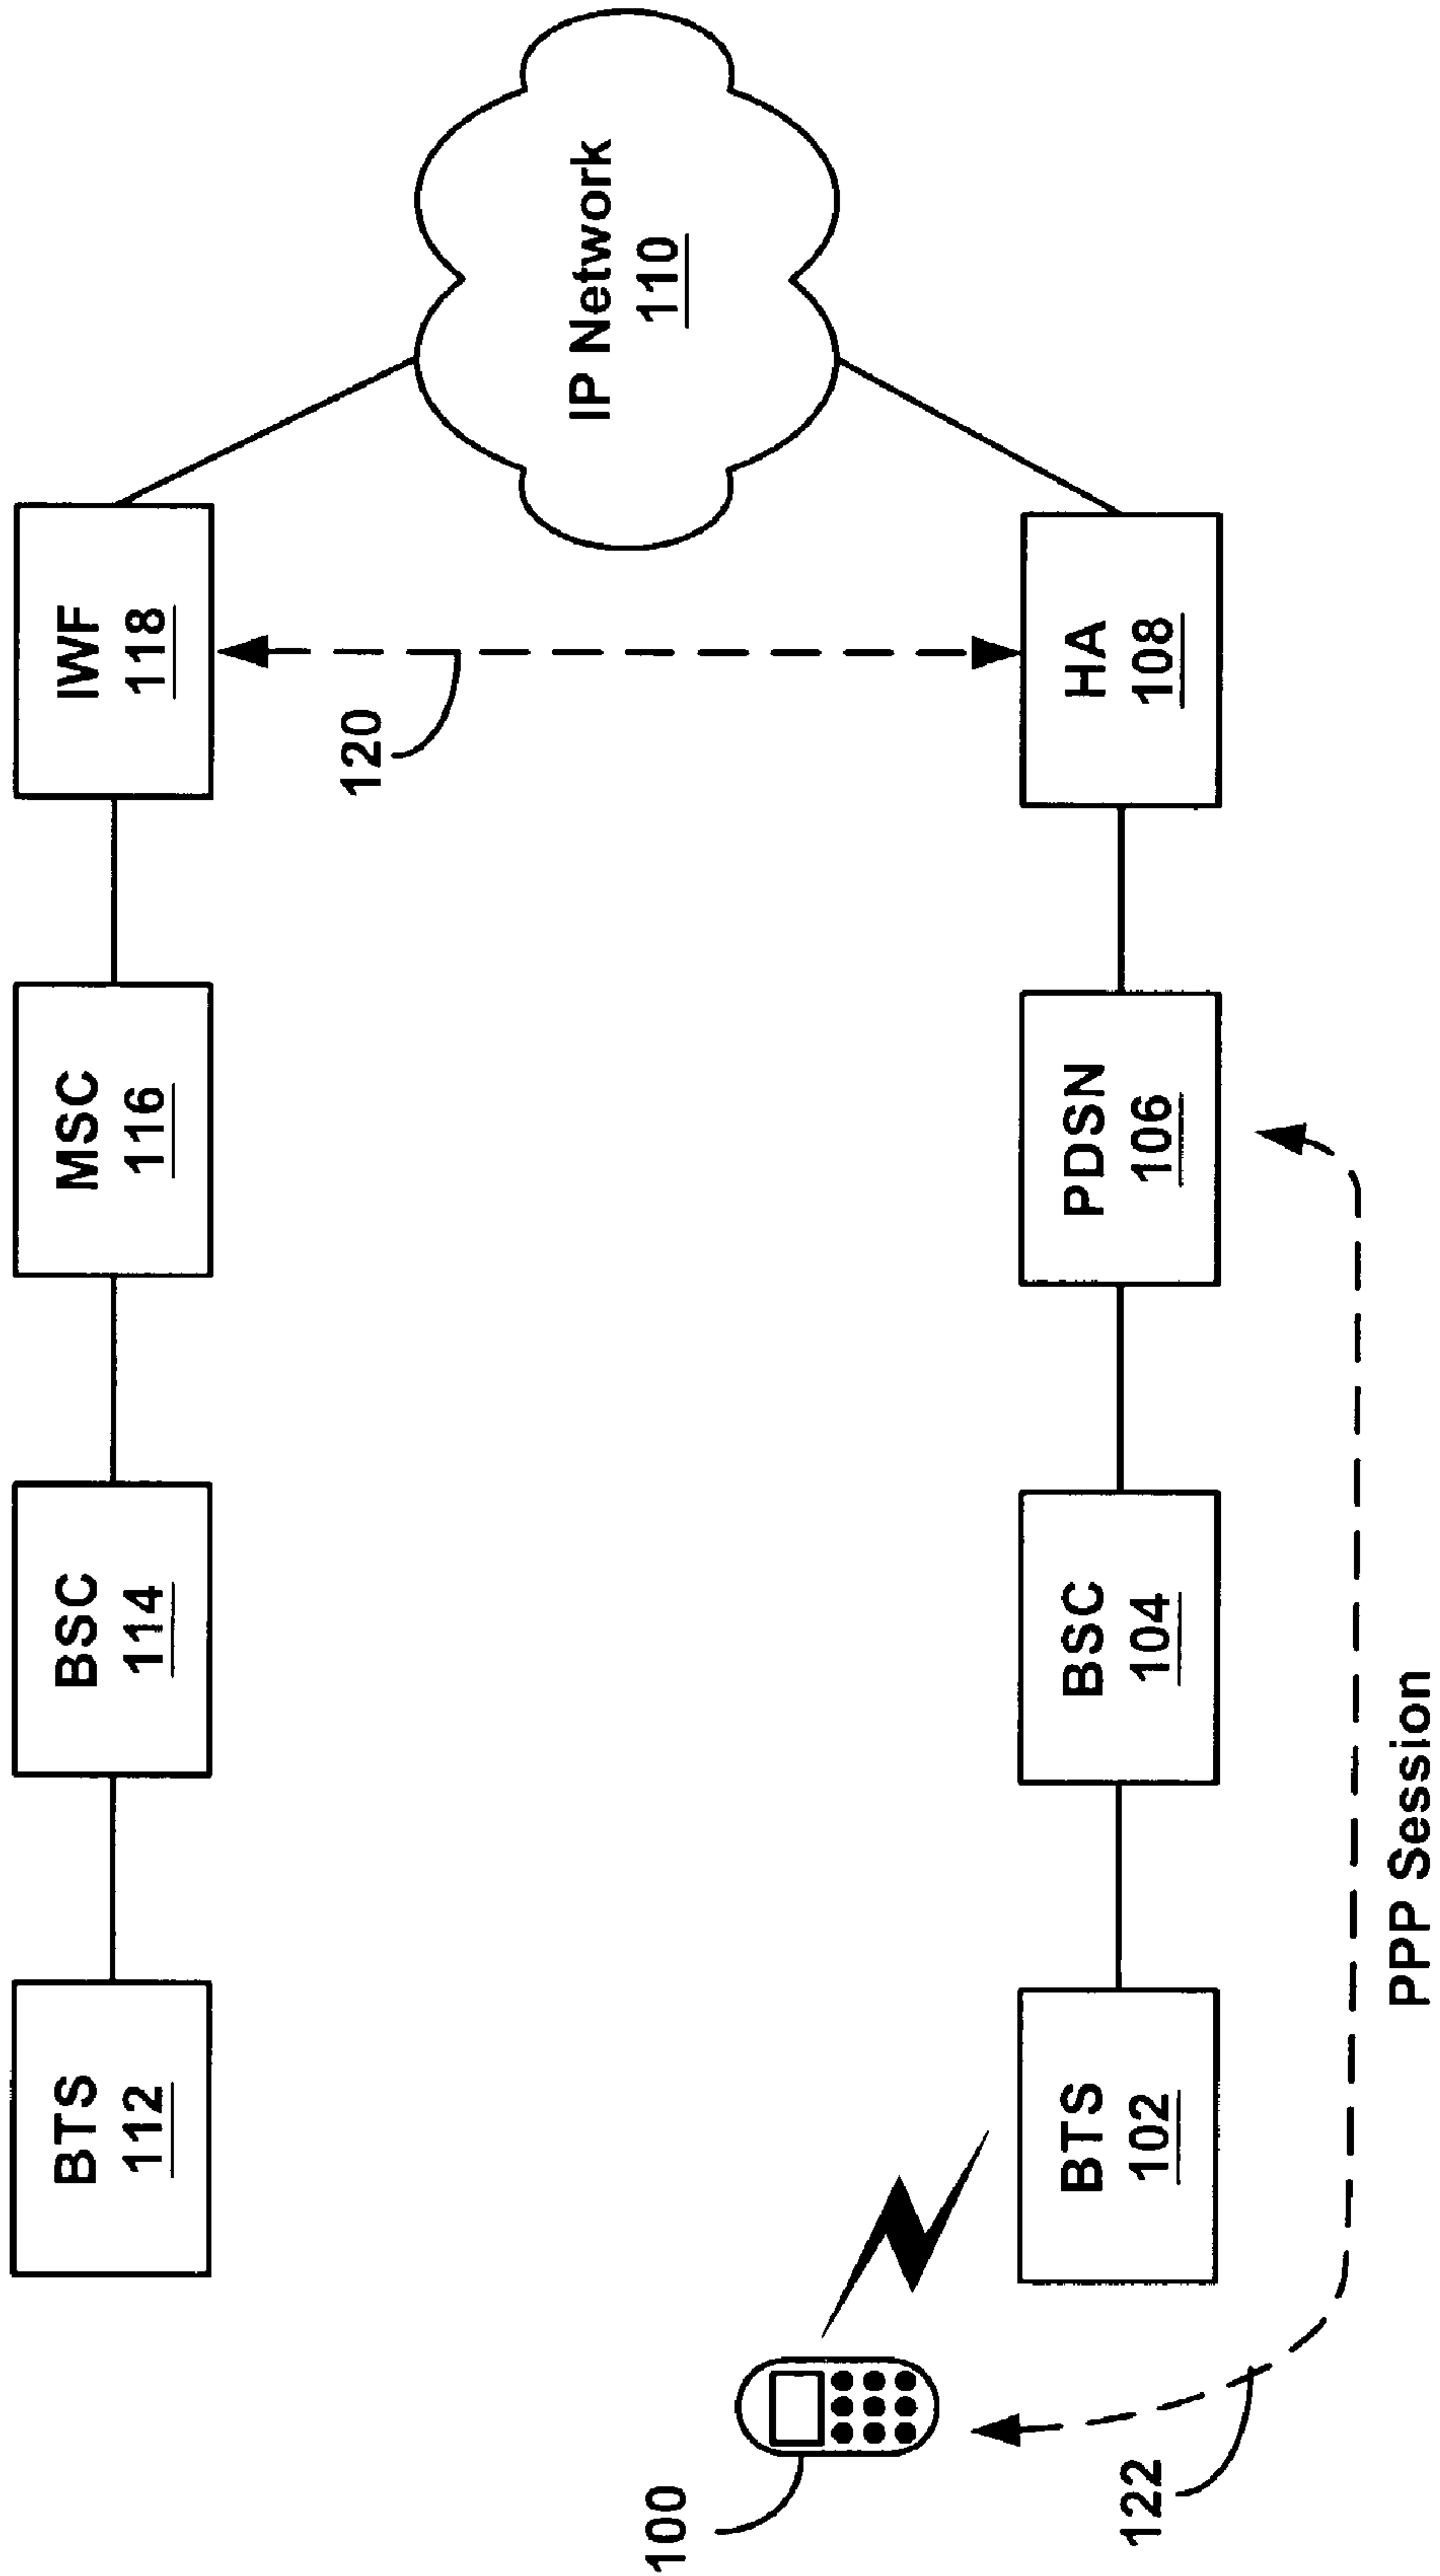 BTS
112
BSC
114
MSC
116
IWF
118
120
IP Network
110
100
BTS
102
BSC
104
PDSN
106
HA
108
122
PPP Session